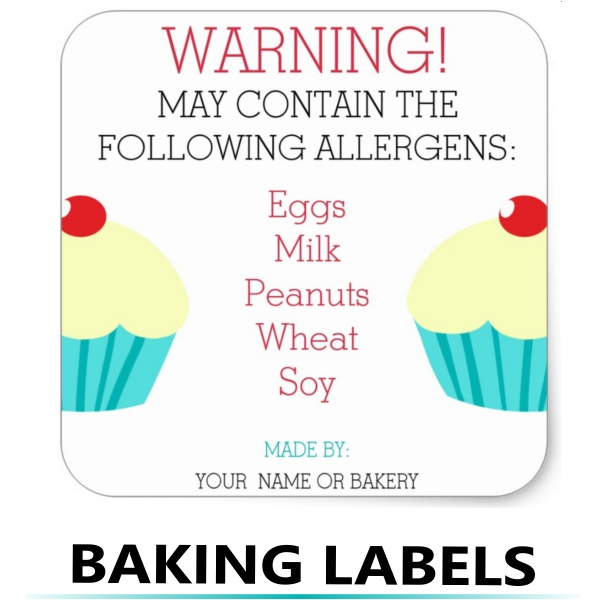 WARNING!
MAY CONTAIN THE
FOLLOWING ALLERGENS:
Eggs
Milk
Peanuts
Wheat
Soy
MADE BY:
YOUR NAME OR BAKERY
BAKING LABELS